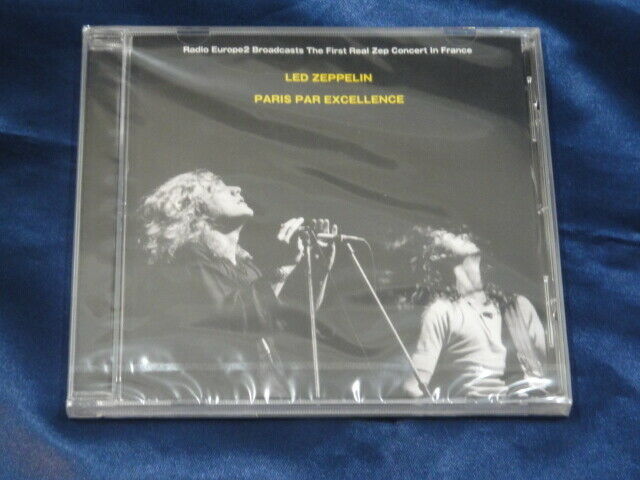 Radio Europe2 Broadcasts The First Real Zep Concert In France
LED ZEPPELIN
PARIS PAR EXCELLENCE